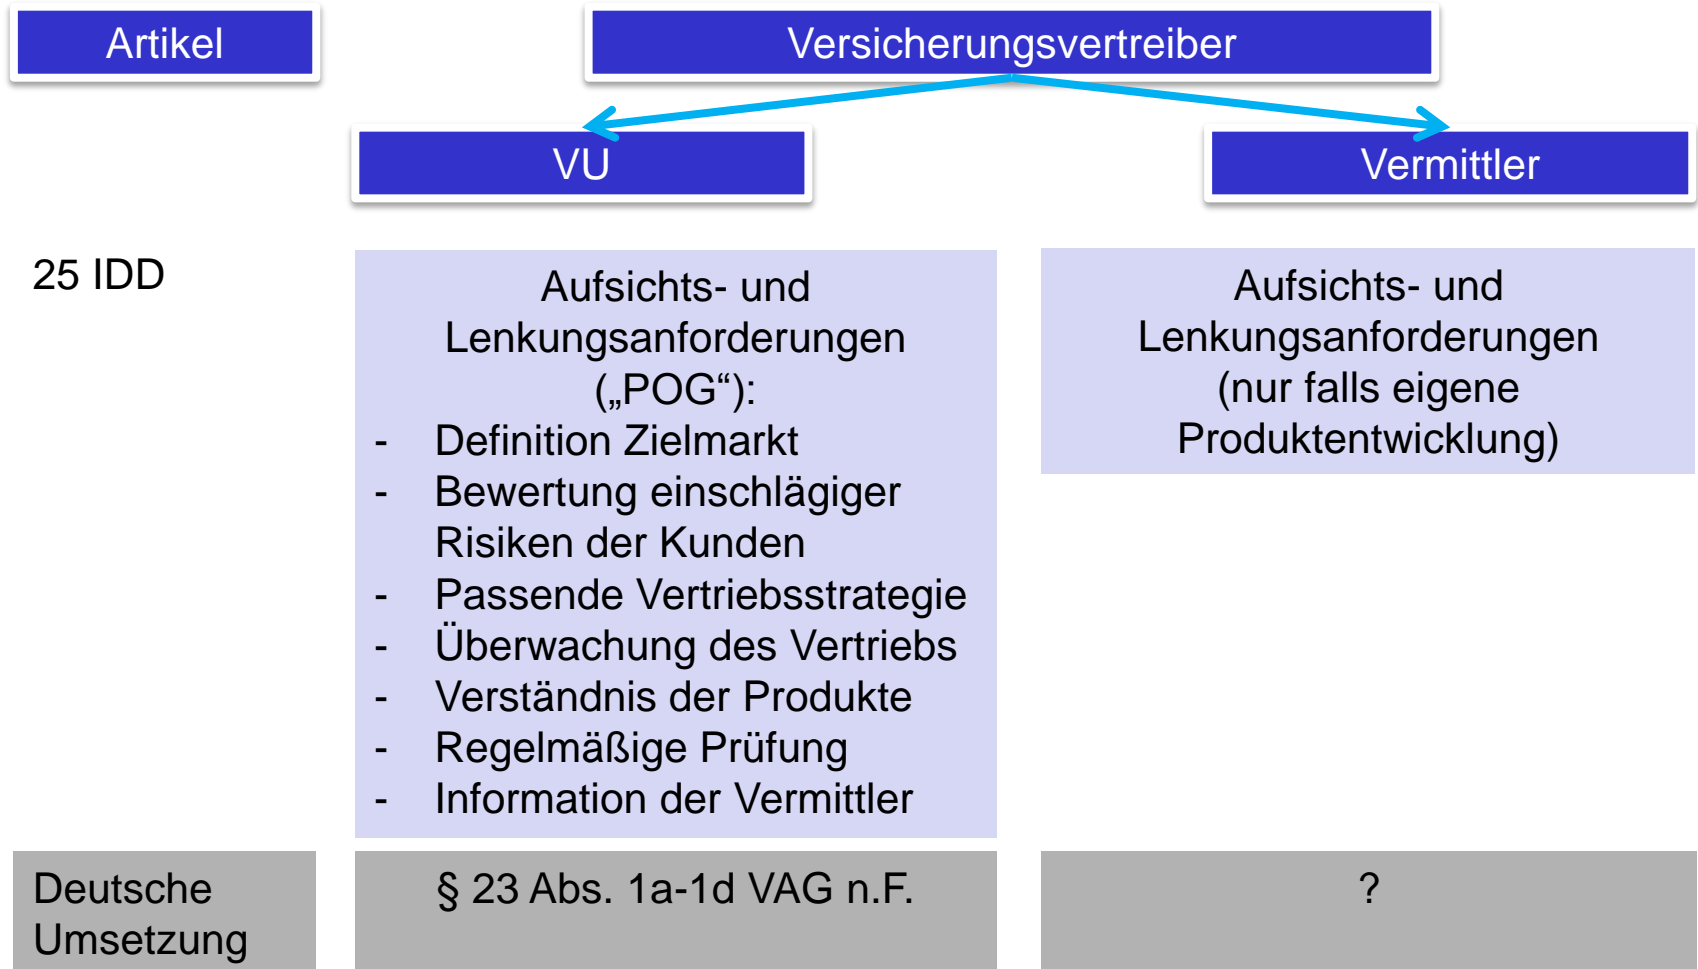 Artikel
Versicherungsvertreiber
VU
Vermittler
25 IDD
Aufsichts- und
Lenkungsanforderungen
(„POG“):
- Definition Zielmarkt
- Bewertung einschlägiger
Risiken der Kunden
- Passende Vertriebsstrategie
- Überwachung des Vertriebs
- Verständnis der Produkte
- Regelmäßige Prüfung
- Information der Vermittler
Aufsichts- und
Lenkungsanforderungen
(nur falls eigene
Produktentwicklung)
Deutsche
Umsetzung
§ 23 Abs. 1a-1d VAG n.F.
?